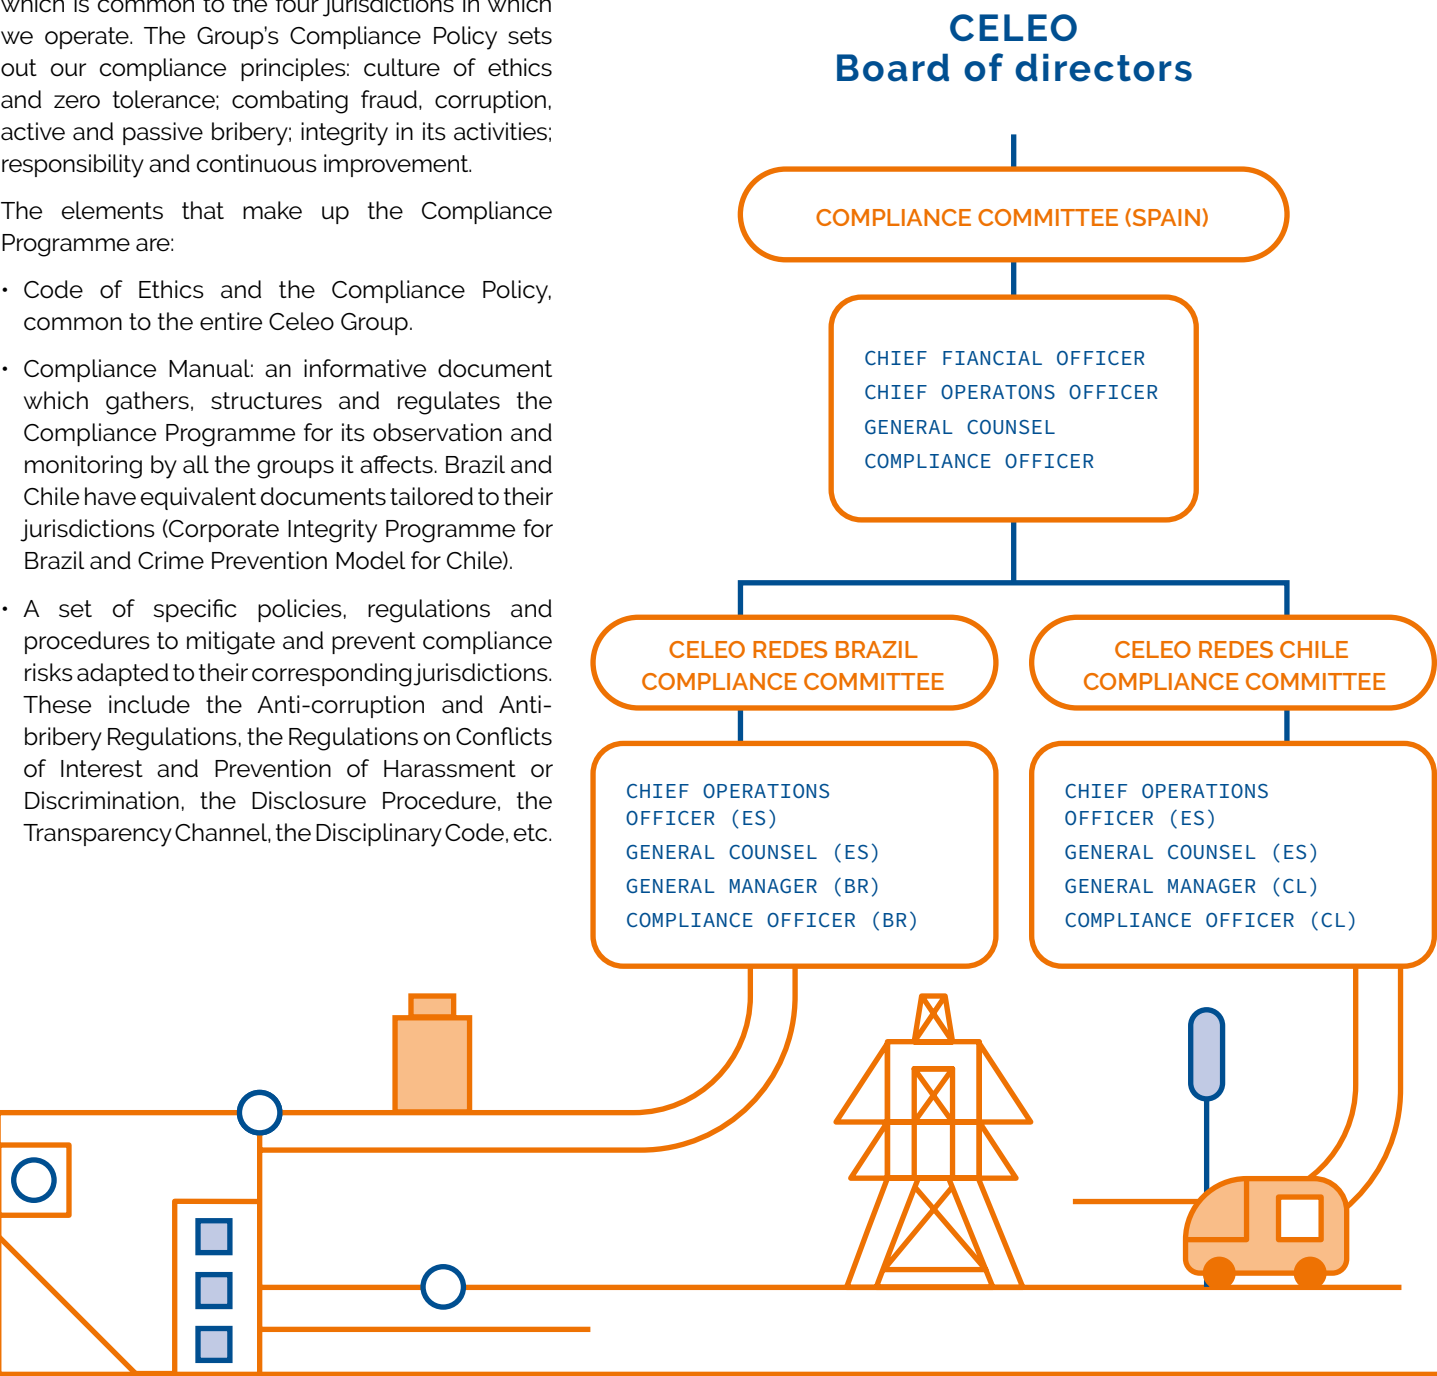 which is common to the four jurisdictions in which
we operate. The Group's Compliance Policy sets
out our compliance principles: culture of ethics
and zero tolerance; combating fraud, corruption,
active and passive bribery; integrity in its activities;
responsibility and continuous improvement.
The elements that make up the Compliance
Programme are:
• Code of Ethics and the Compliance Policy,
common to the entire Celeo Group.
• Compliance Manual: an informative document
which gathers, structures and regulates the
Compliance Programme for its observation and
monitoring by all the groups it affects. Brazil and
Chile have equivalent documents tailored to their
jurisdictions (Corporate Integrity Programme for
Brazil and Crime Prevention Model for Chile).
• A set of specific policies, regulations and
procedures to mitigate and prevent compliance
risks adapted to their corresponding jurisdictions.
These include the Anti-corruption and Anti-
bribery Regulations, the Regulations on Conflicts
of Interest and Prevention of Harassment or
Discrimination, the Disclosure Procedure, the
Transparency Channel, the Disciplinary Code, etc.
CELEO
Board of directors
COMPLIANCE COMMITTEE (SPAIN)
CHIEF FIANCIAL OFFICER
CHIEF OPERATONS OFFICER
GENERAL COUNSEL
COMPLIANCE OFFICER
CELEO REDES BRAZIL
COMPLIANCE COMMITTEE
CHIEF OPERATIONS
OFFICER (ES)
GENERAL COUNSEL (ES)
GENERAL MANAGER (BR)
COMPLIANCE OFFICER (BR)
CELEO REDES CHILE
COMPLIANCE COMMITTEE
CHIEF OPERATIONS
OFFICER (ES)
GENERAL COUNSEL (ES)
GENERAL MANAGER (CL)
COMPLIANCE OFFICER (CL)